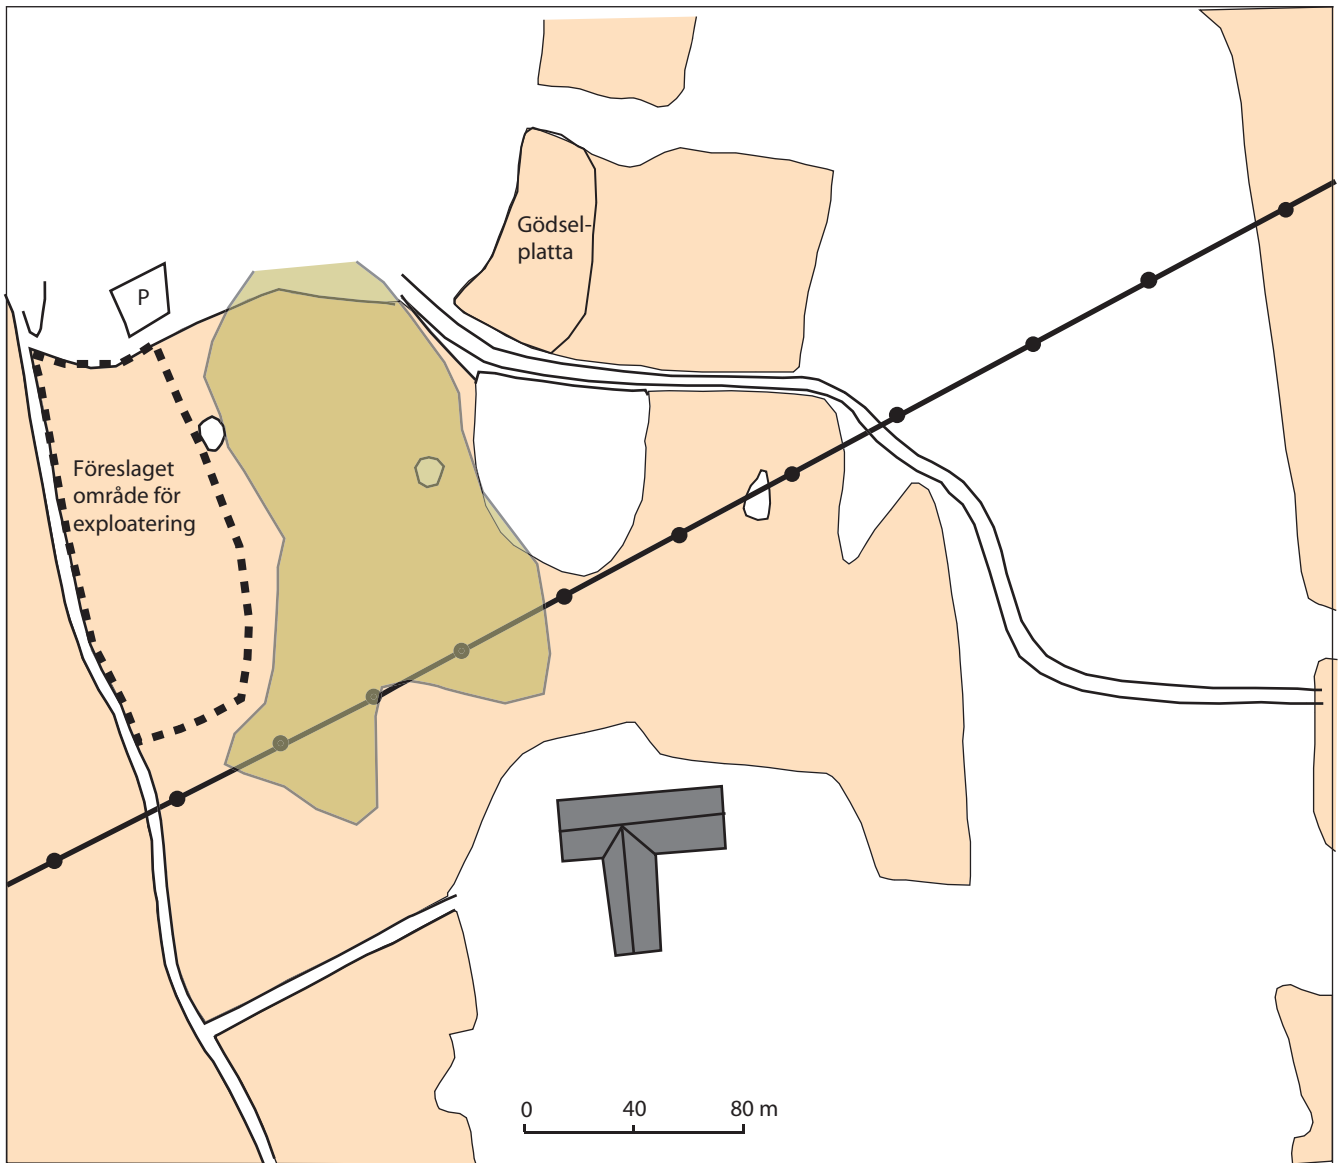 Gödsel-
platta
P
Föreslaget
område för
exploatering
0 40 80 m